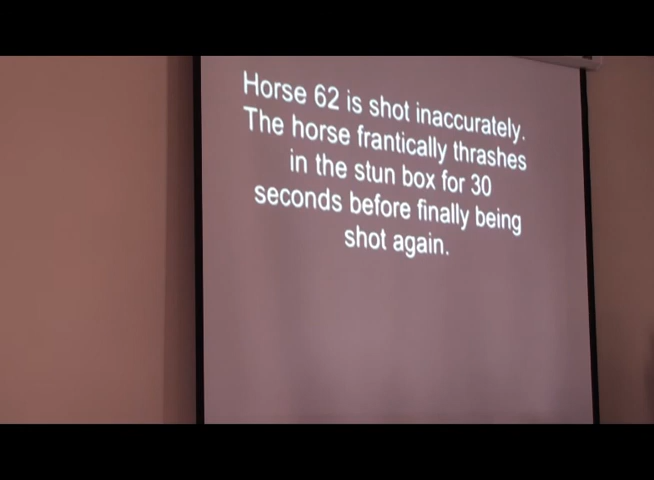 Horse 62 is shot inaccurately.
The horse frantically thrashes
in the stun box for 30
seconds before finally being
shot again.